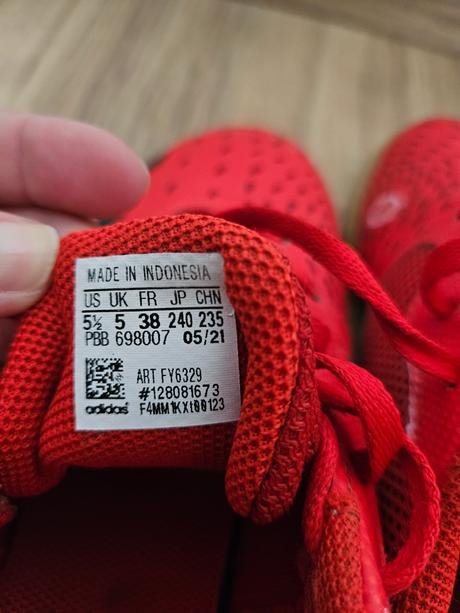 MADE IN INDONESIA
US UK FR JP CHN
5½ 5 38 240 235
PBB 698007 05/21
ART FY6329
#128081673
adidas F4MM1KXt00123